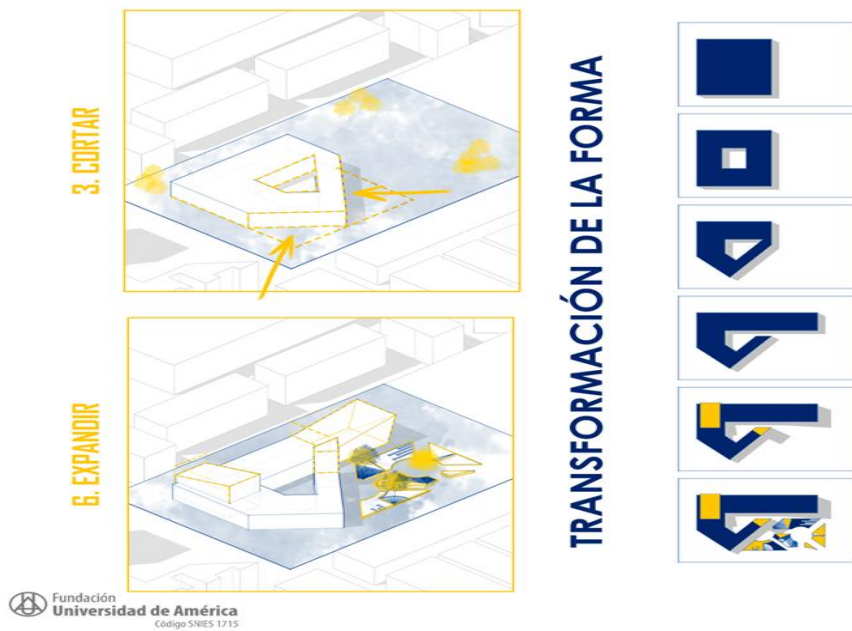 3. CORTAR
6. EXPANDIR
TRANSFORMACIÓN DE LA FORMA
Fundación
Universidad de América
Código SNIES 1715